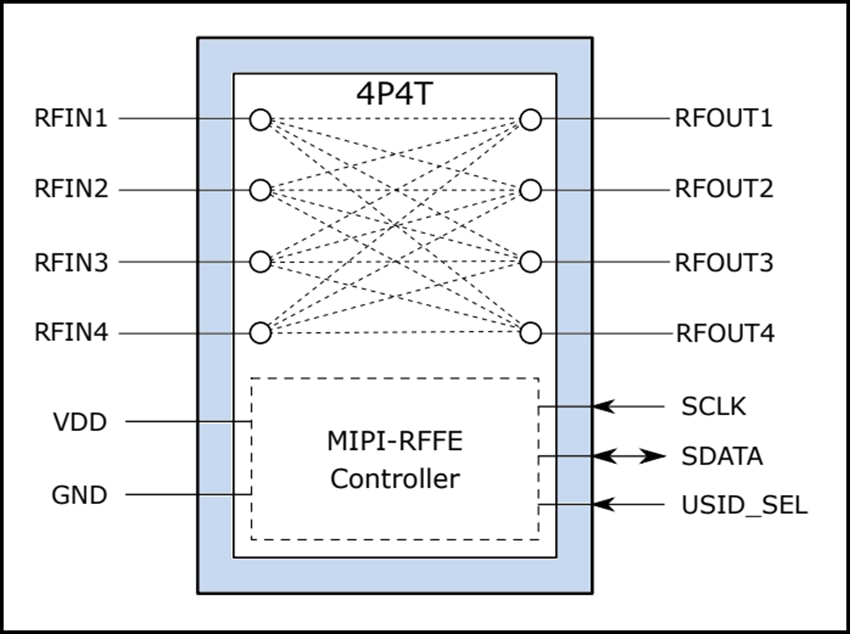 4P4T
RFIN1
RFOUT1
RFIN2
RFOUT2
RFIN3
RFOUT3
RFIN4
RFOUT4
VDD
GND
MIPI-RFFE
Controller
SCLK
SDATA
USID_SEL